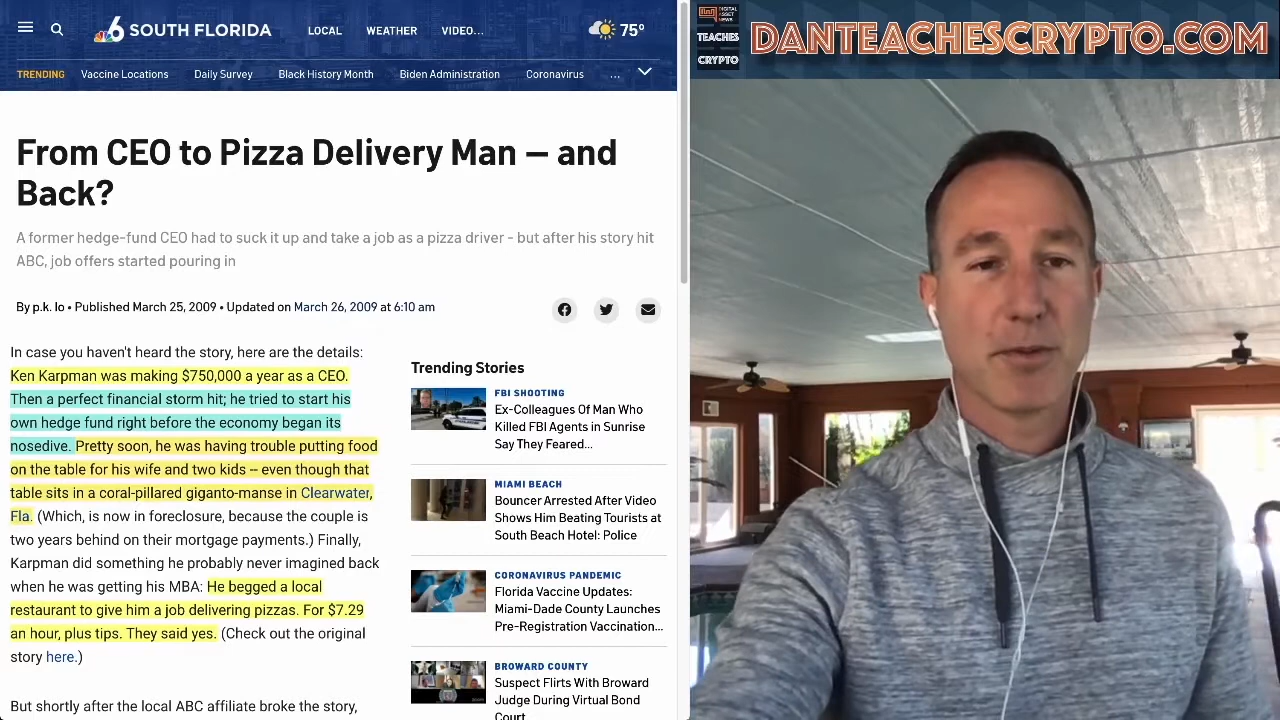 6 SOUTH FLORIDA
LOCAL
WEATHER
VIDEO...
75º
TRENDING
Vaccine Locations
Daily Survey
Black History Month
Biden Administration
Coronavirus
...
From CEO to Pizza Delivery Man — and
Back?
A former hedge-fund CEO had to suck it up and take a job as a pizza driver - but after his story hit
ABC, job offers started pouring in
By p.k. lo • Published March 25, 2009 • Updated on March 26, 2009 at 6:10 am
In case you haven't heard the story, here are the details:
Ken Karpman was making $750,000 a year as a CEO.
Then a perfect financial storm hit; he tried to start his
own hedge fund right before the economy began its
nosedive. Pretty soon, he was having trouble putting food
on the table for his wife and two kids -- even though that
table sits in a coral-pillared giganto-manse in Clearwater,
Fla. (Which, is now in foreclosure, because the couple is
two years behind on their mortgage payments.) Finally,
Karpman did something he probably never imagined back
when he was getting his MBA: He begged a local
restaurant to give him a job delivering pizzas. For $7.29
an hour, plus tips. They said yes. (Check out the original
story here.)
But shortly after the local ABC affiliate broke the story,
Trending Stories
FBI SHOOTING
Ex-Colleagues Of Man Who
Killed FBI Agents in Sunrise
Say They Feared...
MIAMI BEACH
Bouncer Arrested After Video
Shows Him Beating Tourists at
South Beach Hotel: Police
CORONAVIRUS PANDEMIC
Florida Vaccine Updates:
Miami-Dade County Launches
Pre-Registration Vaccination...
BROWARD COUNTY
Suspect Flirts With Broward
Judge During Virtual Bond
Court
DIGITAL
ASSET
NEWS
TEACHES
CRYPTO
DANTEACHESCRYPTO.COM